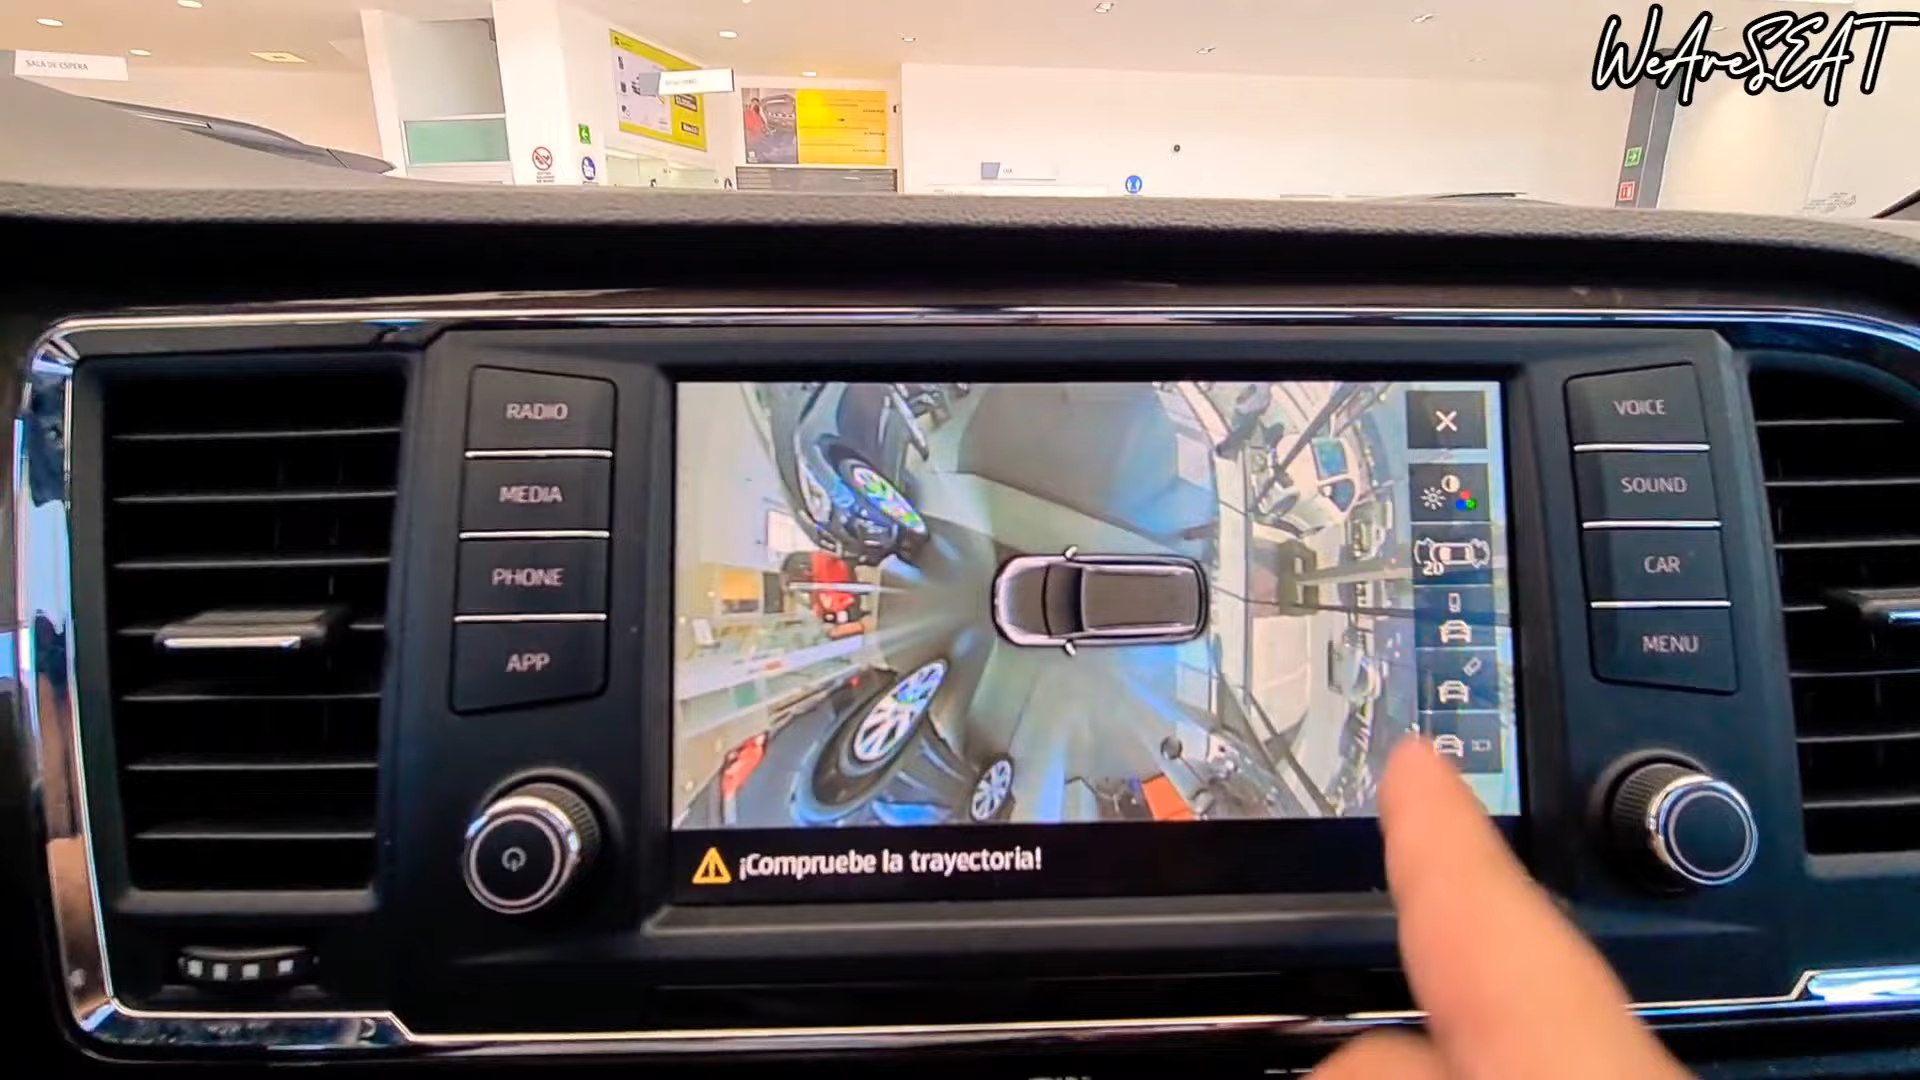 WeAreSEAT
SALA DE ESPERA
RADIO
MEDIA
PHONE
APP
VOICE
SOUND
CAR
MENU
2D
¡Compruebe la trayectoria!